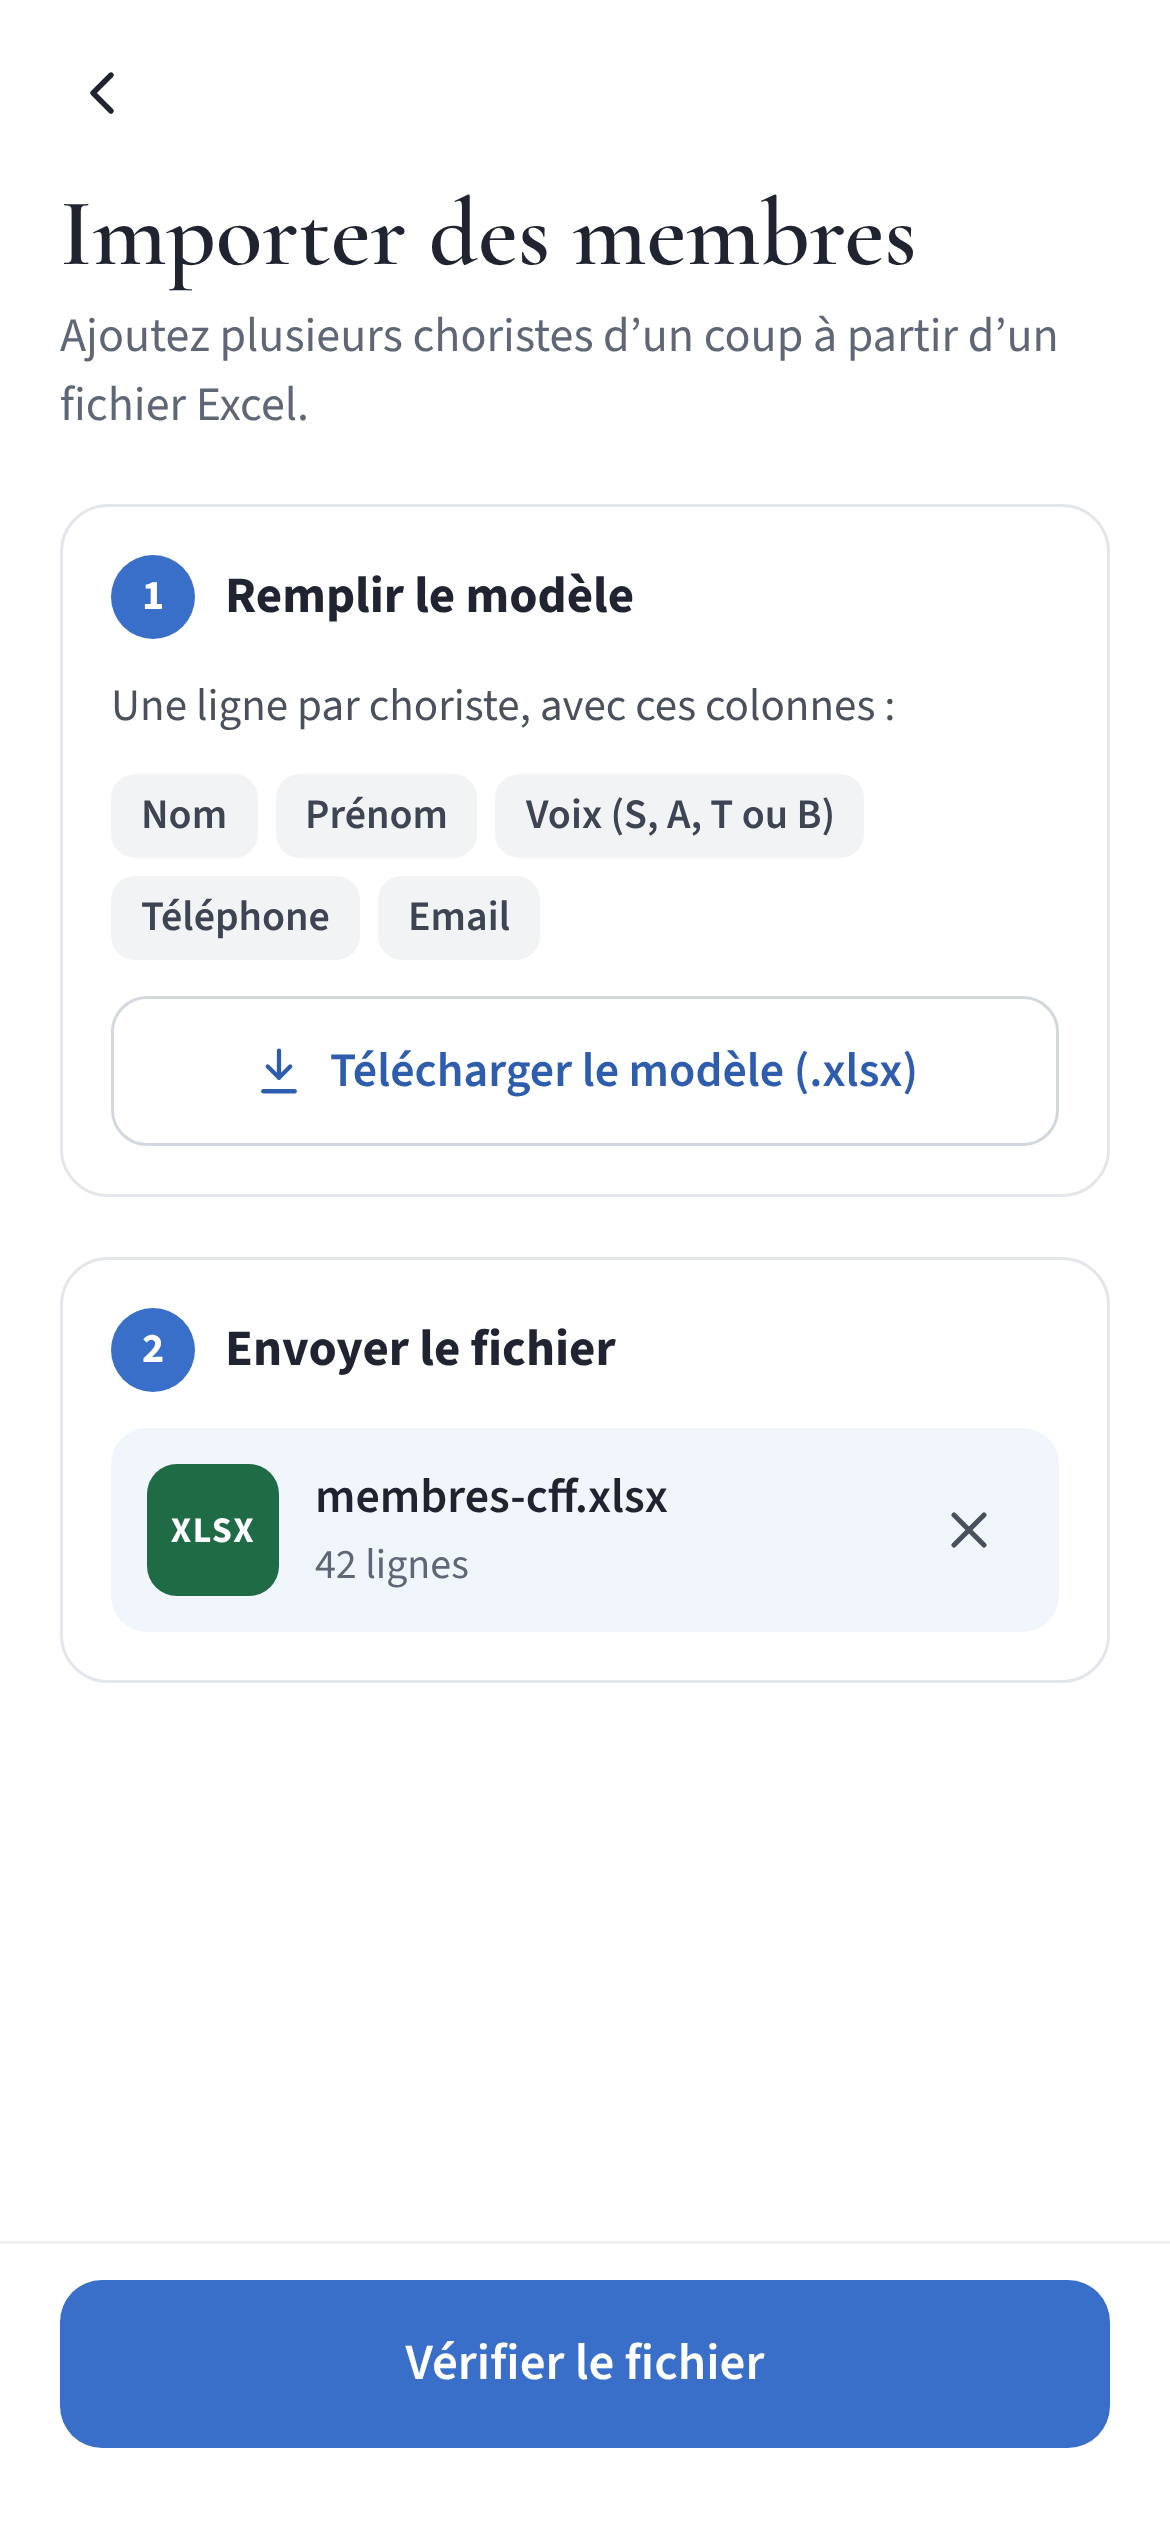 Importer des membres
Ajoutez plusieurs choristes d’un coup à partir d’un
fichier Excel.
1 Remplir le modèle
Une ligne par choriste, avec ces colonnes :
Nom Prénom Voix (S, A, T ou B)
Téléphone Email
Télécharger le modèle (.xlsx)
2 Envoyer le fichier
XLSX
membres-cff.xlsx
42 lignes
Vérifier le fichier